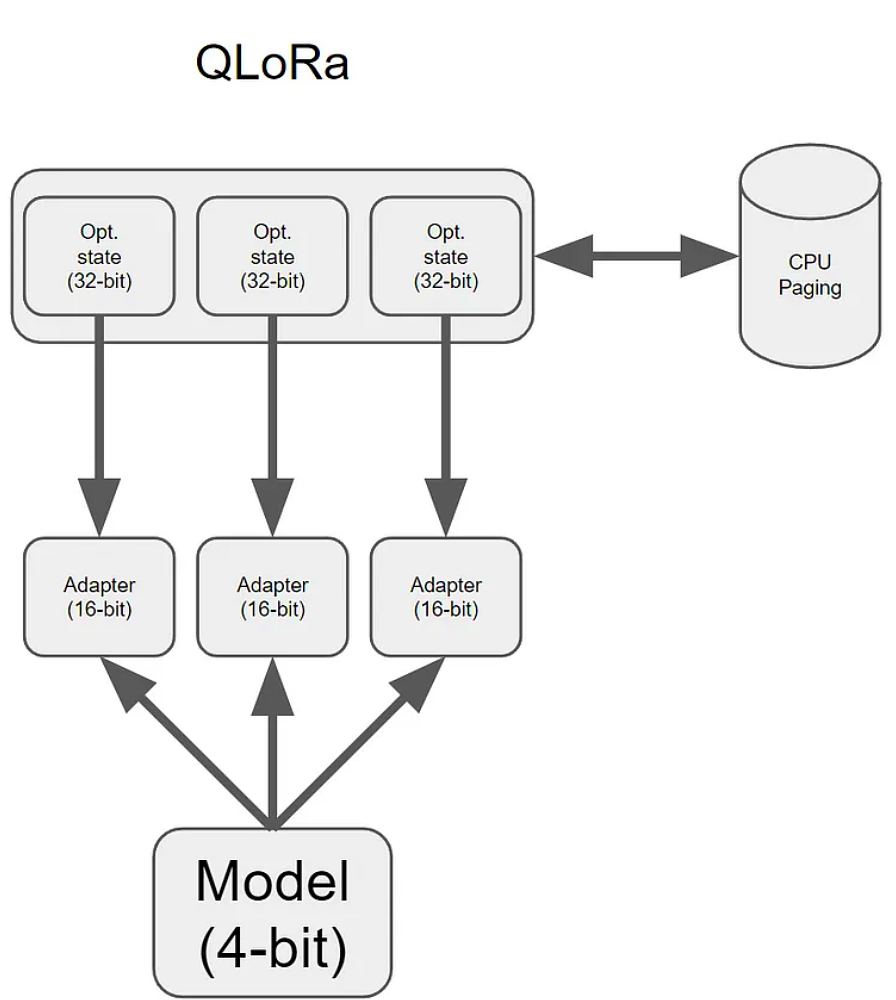 QLoRa
Opt.
state
(32-bit)
Opt.
state
(32-bit)
Opt.
state
(32-bit)
CPU
Paging
Adapter
(16-bit)
Adapter
(16-bit)
Adapter
(16-bit)
Model
(4-bit)